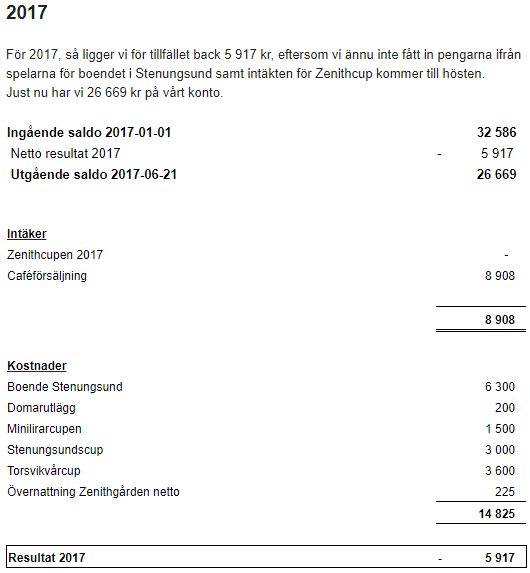 2017
För 2017, så ligger vi för tillfället back 5 917 kr, eftersom vi ännu inte fått in pengarna ifrån
spelarna för boendet i Stenungsund samt intäkten för Zenithcup kommer till hösten.
Just nu har vi 26 669 kr på vårt konto.
Ingående saldo 2017-01-01 32 586
Netto resultat 2017 - 5 917
Utgående saldo 2017-06-21 26 669
Intäker
Zenithcupen 2017 -
Caféförsäljning 8 908
8 908
Kostnader
Boende Stenungsund 6 300
Domarutlägg 200
Minilirarcupen 1 500
Stenungsundscup 3 000
Torsvikvårcup 3 600
Övernattning Zenithgården netto 225
14 825
Resultat 2017 - 5 917